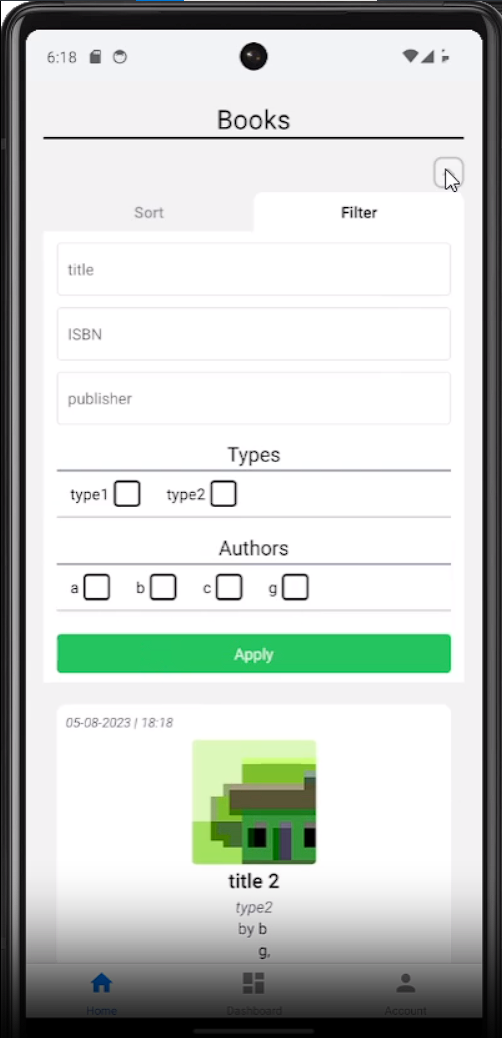 6:18
Books
Sort Filter
title
ISBN
publisher
Types
type1 type2
Authors
a b c g
Apply
05-08-2023 | 18:18
title 2
type2
by b
g,
Home Dashboard Account